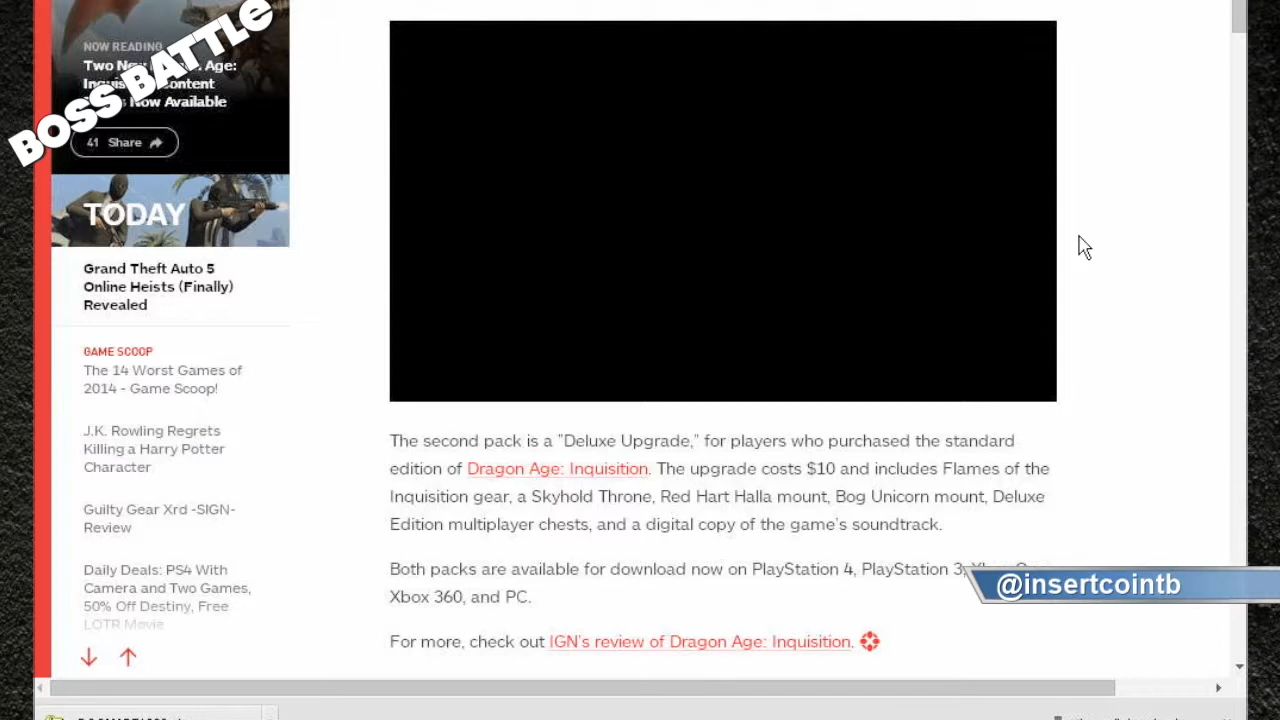 BOSS BATTLE
NOW READING
Two New Age:
Content
Now Available
41 Share
TODAY
Grand Theft Auto 5
Online Heists (Finally)
Revealed
GAME SCOOP
The 14 Worst Games of
2014 - Game Scoop!
J.K. Rowling Regrets
Killing a Harry Potter
Character
Guilty Gear Xrd -SIGN-
Review
Daily Deals: PS4 With
Camera and Two Games,
50% Off Destiny, Free
LOTR Movie
The second pack is a "Deluxe Upgrade," for players who purchased the standard
edition of Dragon Age: Inquisition. The upgrade costs $10 and includes Flames of the
Inquisition gear, a Skyhold Throne, Red Hart Halla mount, Bog Unicorn mount, Deluxe
Edition multiplayer chests, and a digital copy of the game's soundtrack.
Both packs are available for download now on PlayStation 4, PlayStation 3,
Xbox 360, and PC.
@insertcointb
For more, check out IGN's review of Dragon Age: Inquisition.